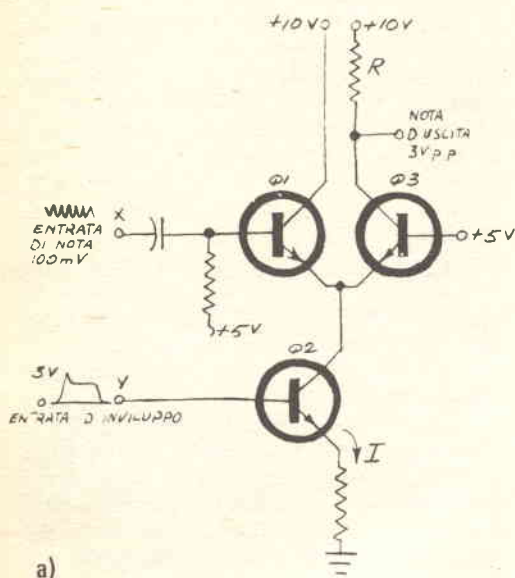 +10V
+10V
R
NOTA
D'USCITA
3V P.P
Q1
Q3
X
ENTRATA
DI NOTA
100mV
+5V
+5V
Q2
3V
Y
ENTRATA D'INVILUPPO
I
a)